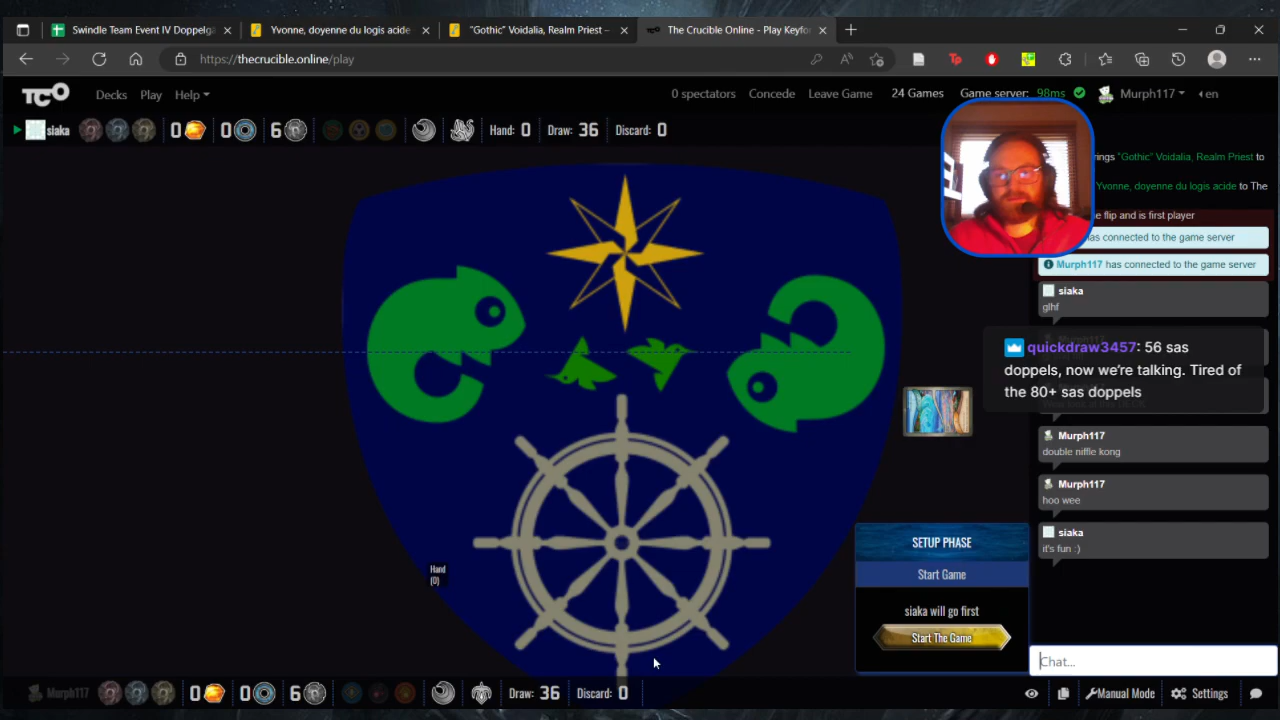 Swindle Team Event IV Doppelga
Yvonne, doyenne du logis acide
"Gothic" Voidalia, Realm Priest –
The Crucible Online - Play Keyfor
https://thecrucible.online/play
TCO
Decks
Play
Help
0 spectators
Concede
Leave Game
24 Games
Game server: 98ms
Murph117
en
siaka
0
0
6
Hand: 0
Draw: 36
Discard: 0
rings "Gothic" Voidalia, Realm Priest to
Yvonne, doyenne du logis acide to The
e flip and is first player
has connected to the game server
Murph117 has connected to the game server
siaka
glhf
quickdraw3457: 56 sas
doppels, now we're talking. Tired of
the 80+ sas doppels
Murph117
double niffle kong
Murph117
hoo wee
siaka
it's fun :)
SETUP PHASE
Start Game
siaka will go first
Start The Game
Hand
(0)
Chat...
Murph117
0
0
6
Draw: 36
Discard: 0
Manual Mode
Settings